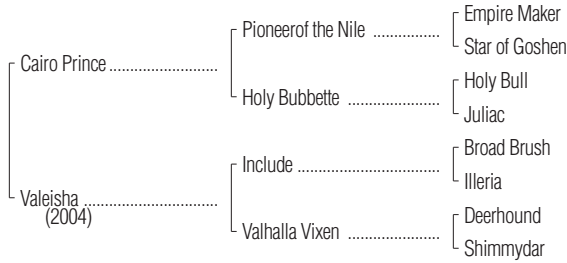 Empire Maker
Pioneerof the Nile ................
Star of Goshen
Cairo Prince ..........................
Holy Bull
Holy Bubbette ......................
Juliac
Broad Brush
Include ..................................
Illeria
Valeisha ................................
(2004)
Deerhound
Valhalla Vixen ......................
Shimmydar